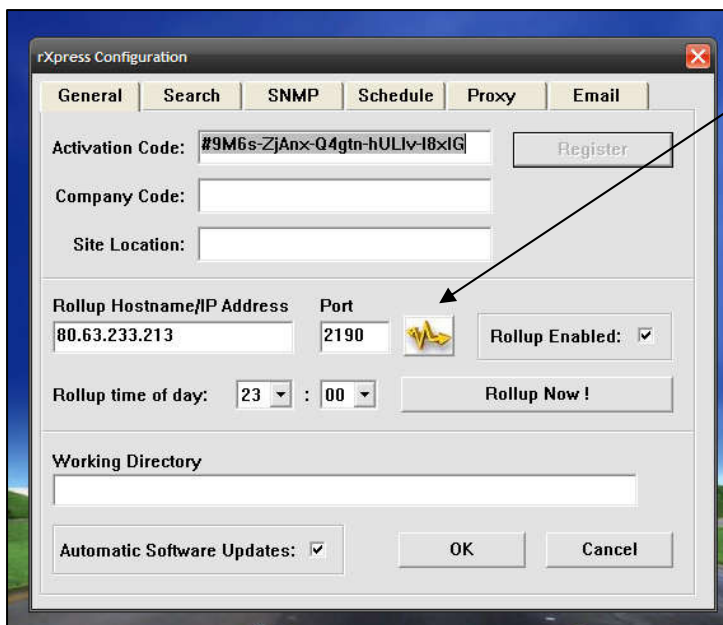 rXpress Configuration
General Search SNMP Schedule Proxy Email
Activation Code: #9M6s-ZjAnx-Q4gtn-hULIv-I8xIG Register
Company Code:
Site Location:
Rollup Hostname/IP Address Port
80.63.233.213 2190 Rollup Enabled:
Rollup time of day: 23 : 00 Rollup Now !
Working Directory
Automatic Software Updates: OK Cancel